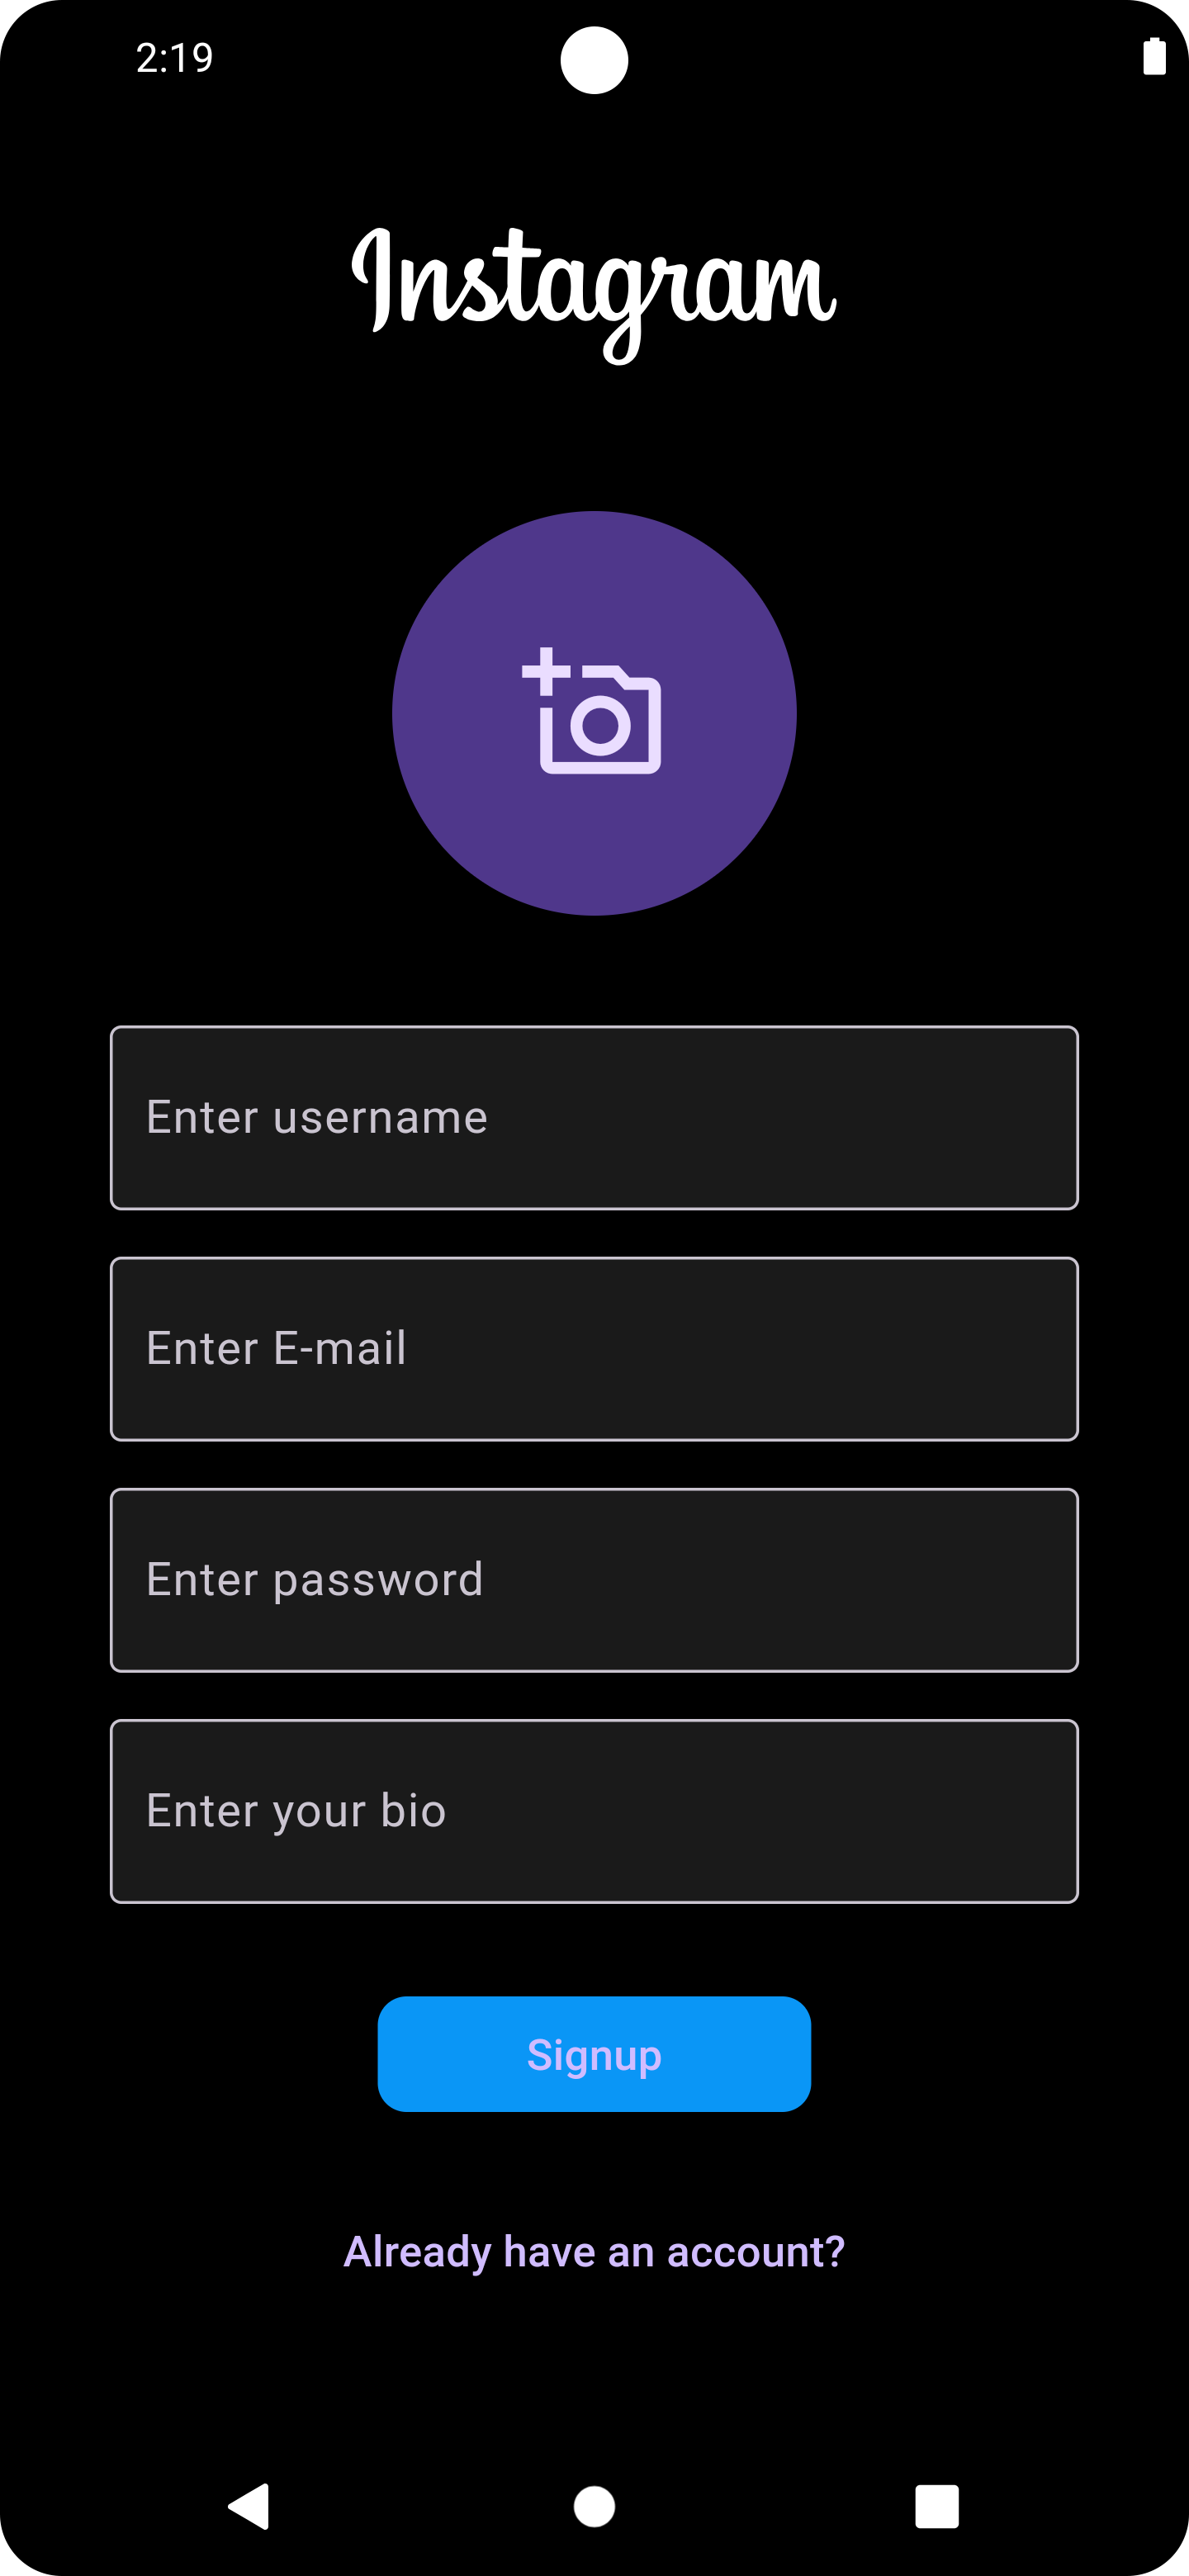 2:19
Instagram
Enter username
Enter E-mail
Enter password
Enter your bio
Signup
Already have an account?